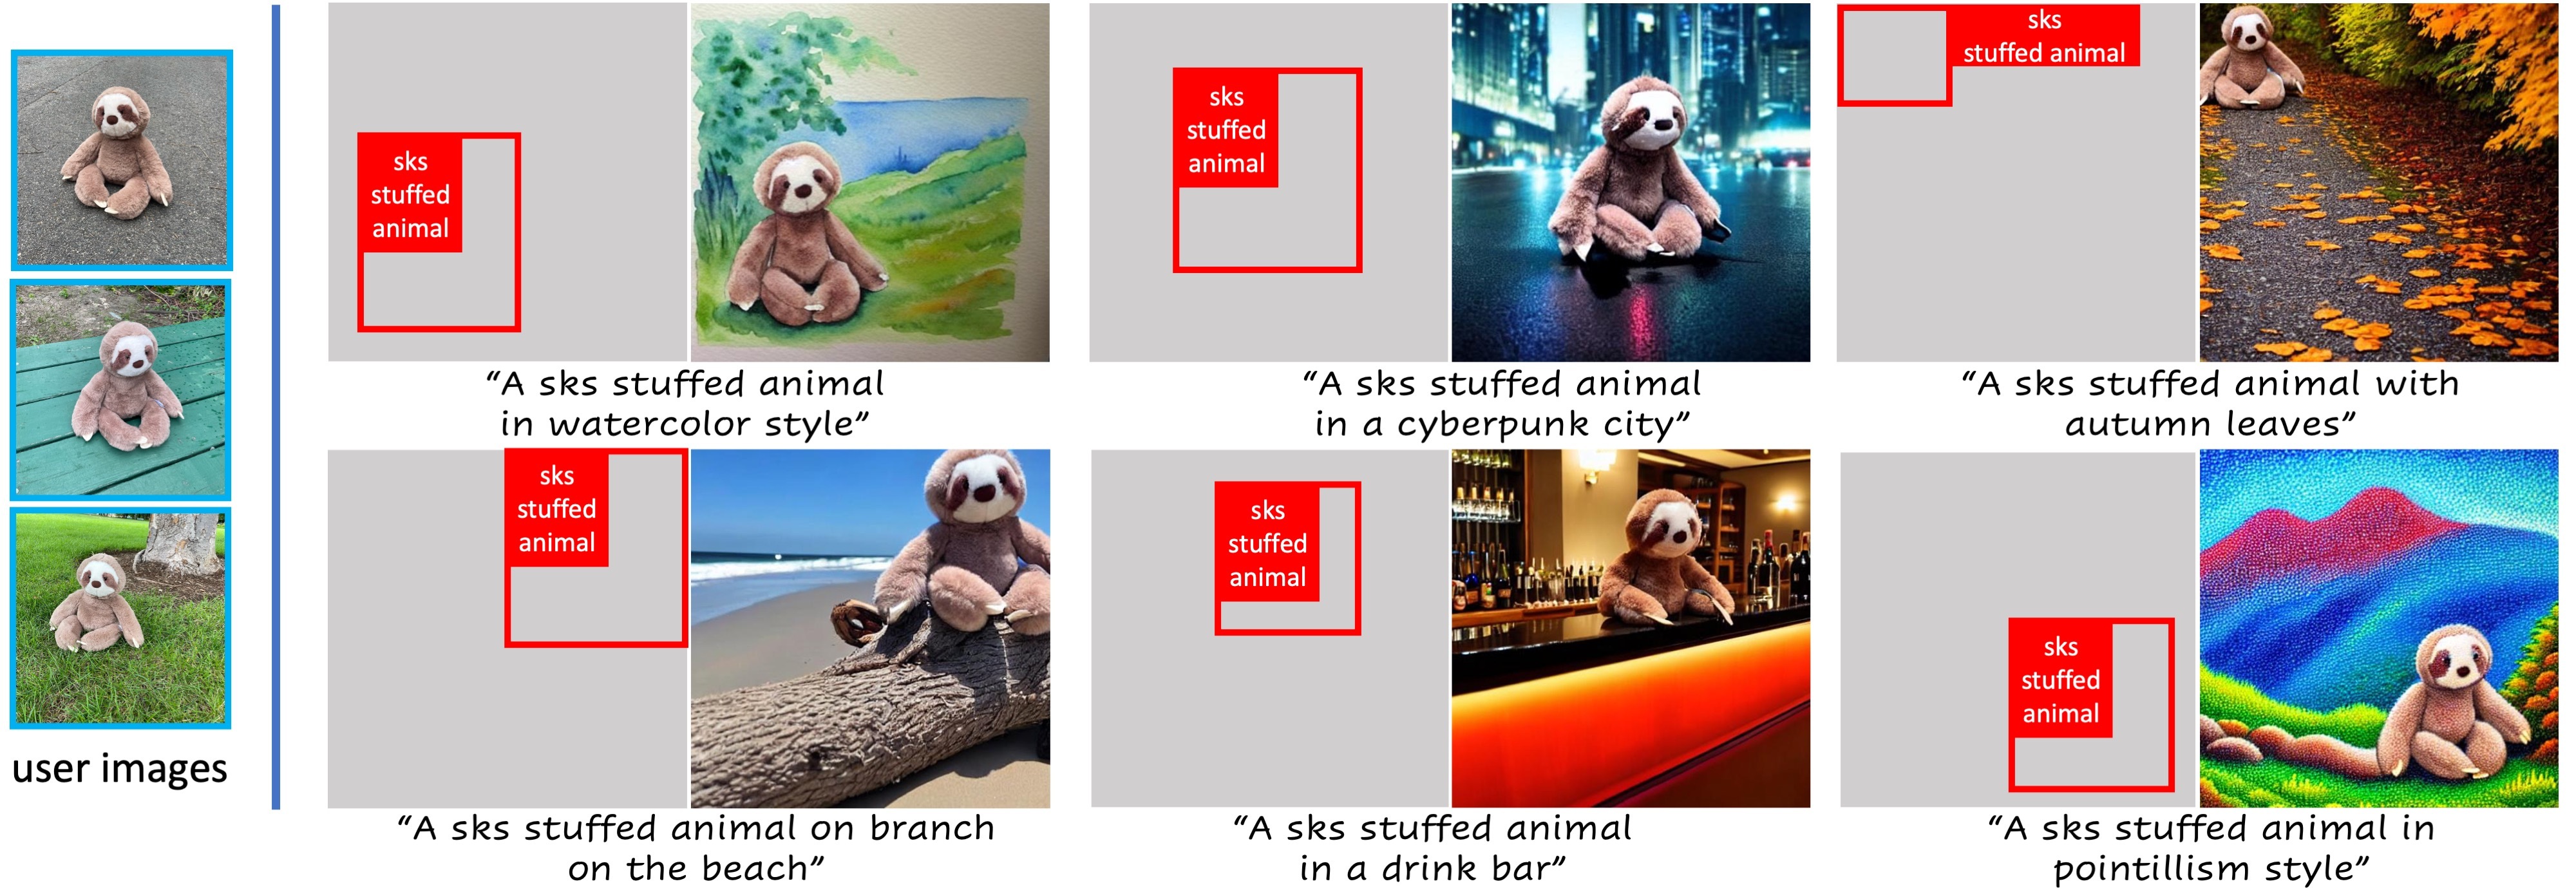 user images
sks
stuffed
animal
“A sks stuffed animal
in watercolor style”
sks
stuffed
animal
“A sks stuffed animal
in a cyberpunk city”
sks
stuffed animal
“A sks stuffed animal with
autumn leaves”
sks
stuffed
animal
“A sks stuffed animal on branch
on the beach”
sks
stuffed
animal
“A sks stuffed animal
in a drink bar”
sks
stuffed
animal
“A sks stuffed animal in
pointillism style”